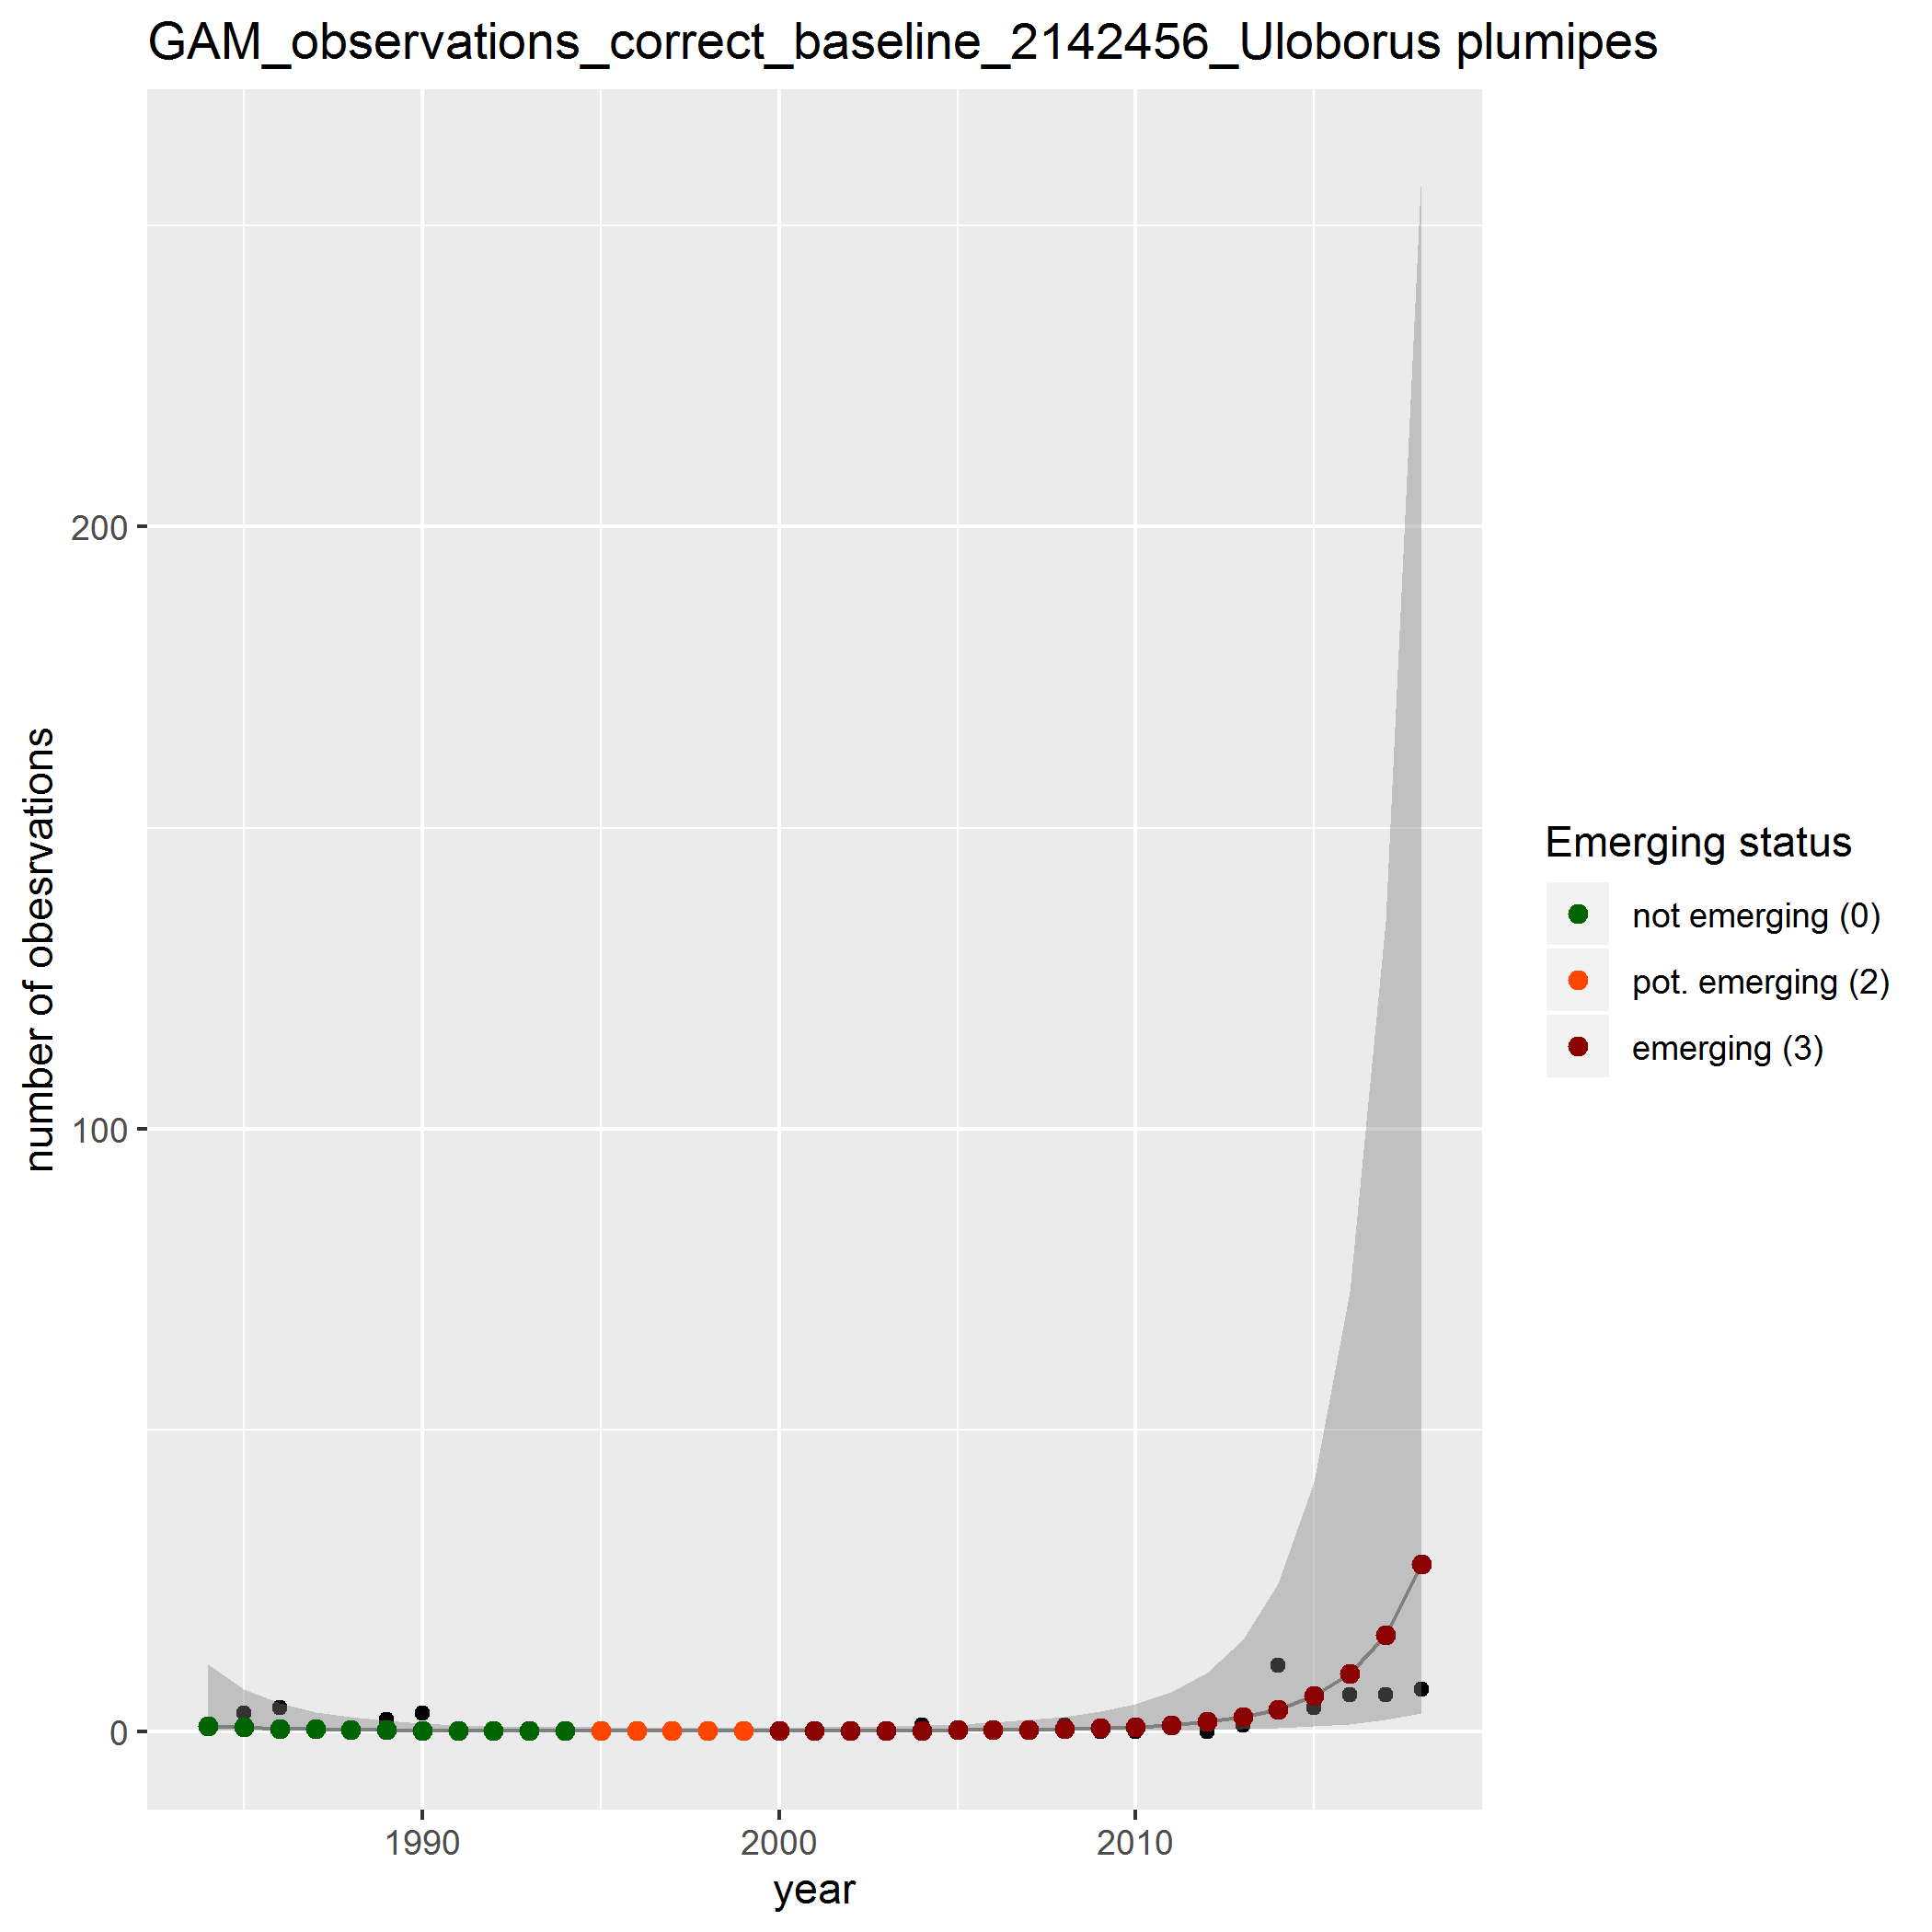 GAM_observations_correct_baseline_2142456_Uloborus plumipes
number of obesrvations
200
100
0
1990
2000
2010
year
Emerging status
not emerging (0)
pot. emerging (2)
emerging (3)